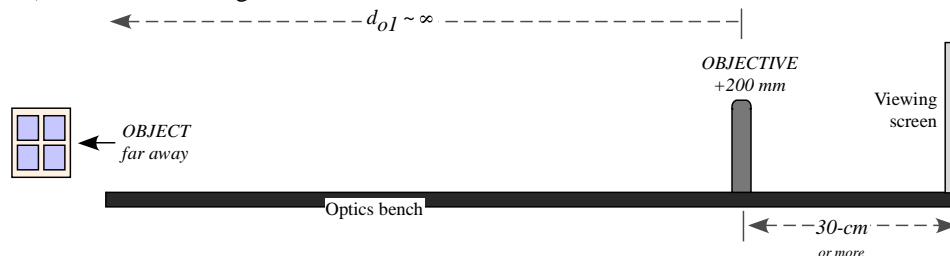 d_o1 ~ ∞
OBJECTIVE
+200 mm
Viewing
screen
OBJECT
far away
Optics bench
30-cm
or more